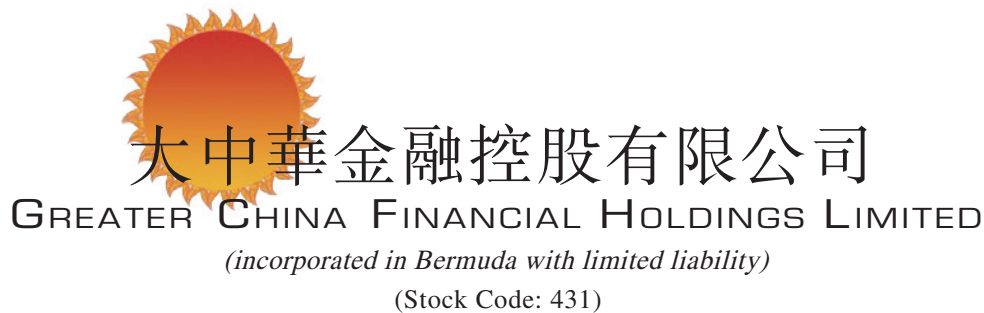 大中華金融控股有限公司
GREATER CHINA FINANCIAL HOLDINGS LIMITED
(incorporated in Bermuda with limited liability)
(Stock Code: 431)